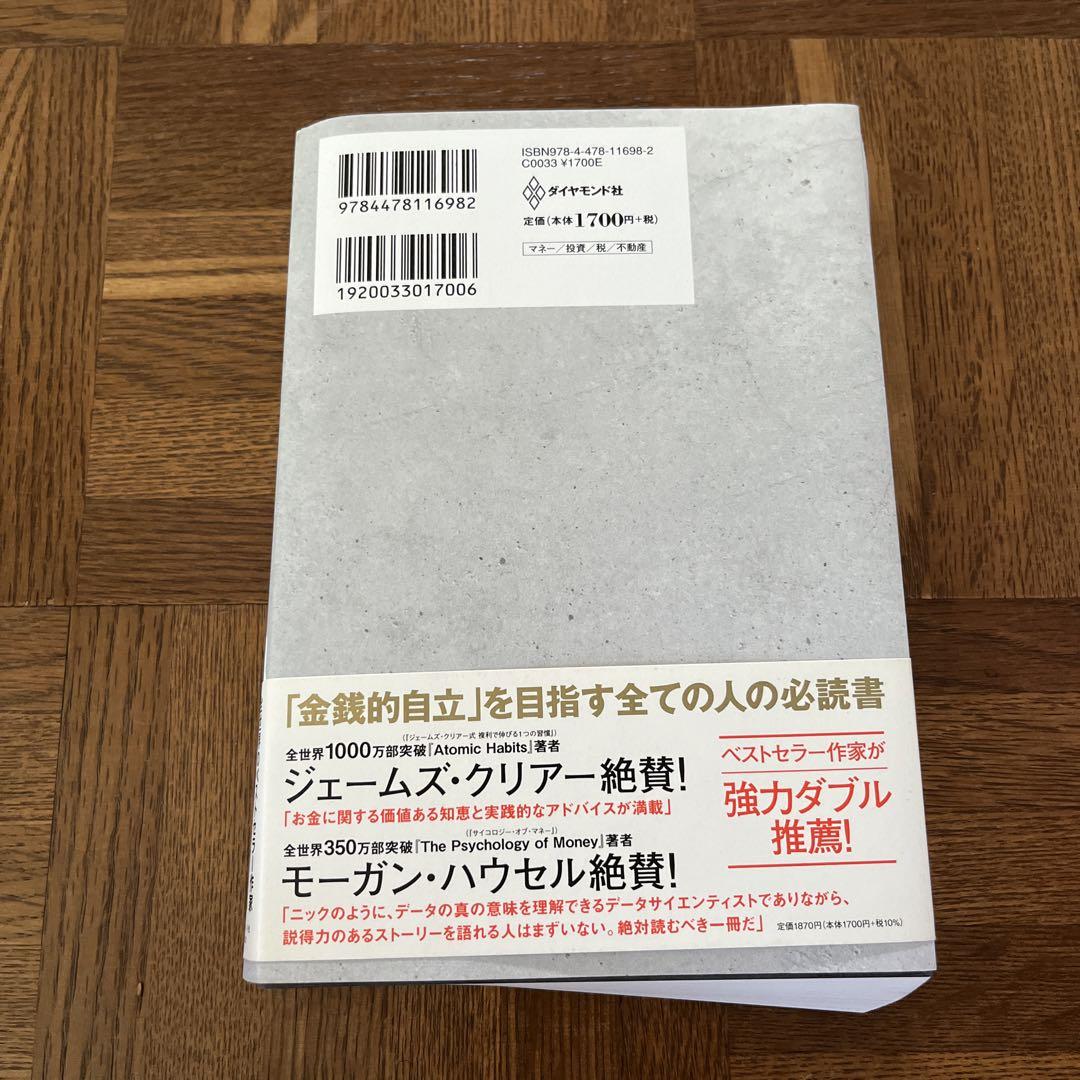 9784478116982
1920033017006
ISBN978-4-478-11698-2
C0033 ¥1700E
ダイヤモンド社
定価(本体1700円+税)
マネー/投資/税/不動産
「金銭的自立」を目指す全ての人の必読書
(『ジェームズ・クリアー式 複利で伸びる1つの習慣』)
全世界1000万部突破『Atomic Habits』著者
ジェームズ・クリアー絶賛!
「お金に関する価値ある知恵と実践的なアドバイスが満載」
(『サイコロジー・オブ・マネー』)
全世界350万部突破『The Psychology of Money』著者
モーガン・ハウセル絶賛!
「ニックのように、データの真の意味を理解できるデータサイエンティストでありながら、
説得力のあるストーリーを語れる人はまずいない。絶対読むべき一冊だ」
ベストセラー作家が
強力ダブル
推薦!
定価1870円(本体1700円+税10%)